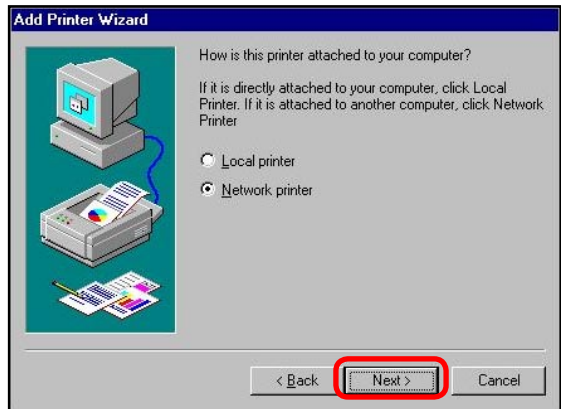 Add Printer Wizard
How is this printer attached to your computer?
If it is directly attached to your computer, click Local
Printer. If it is attached to another computer, click Network
Printer
Local printer
Network printer
< Back Next > Cancel